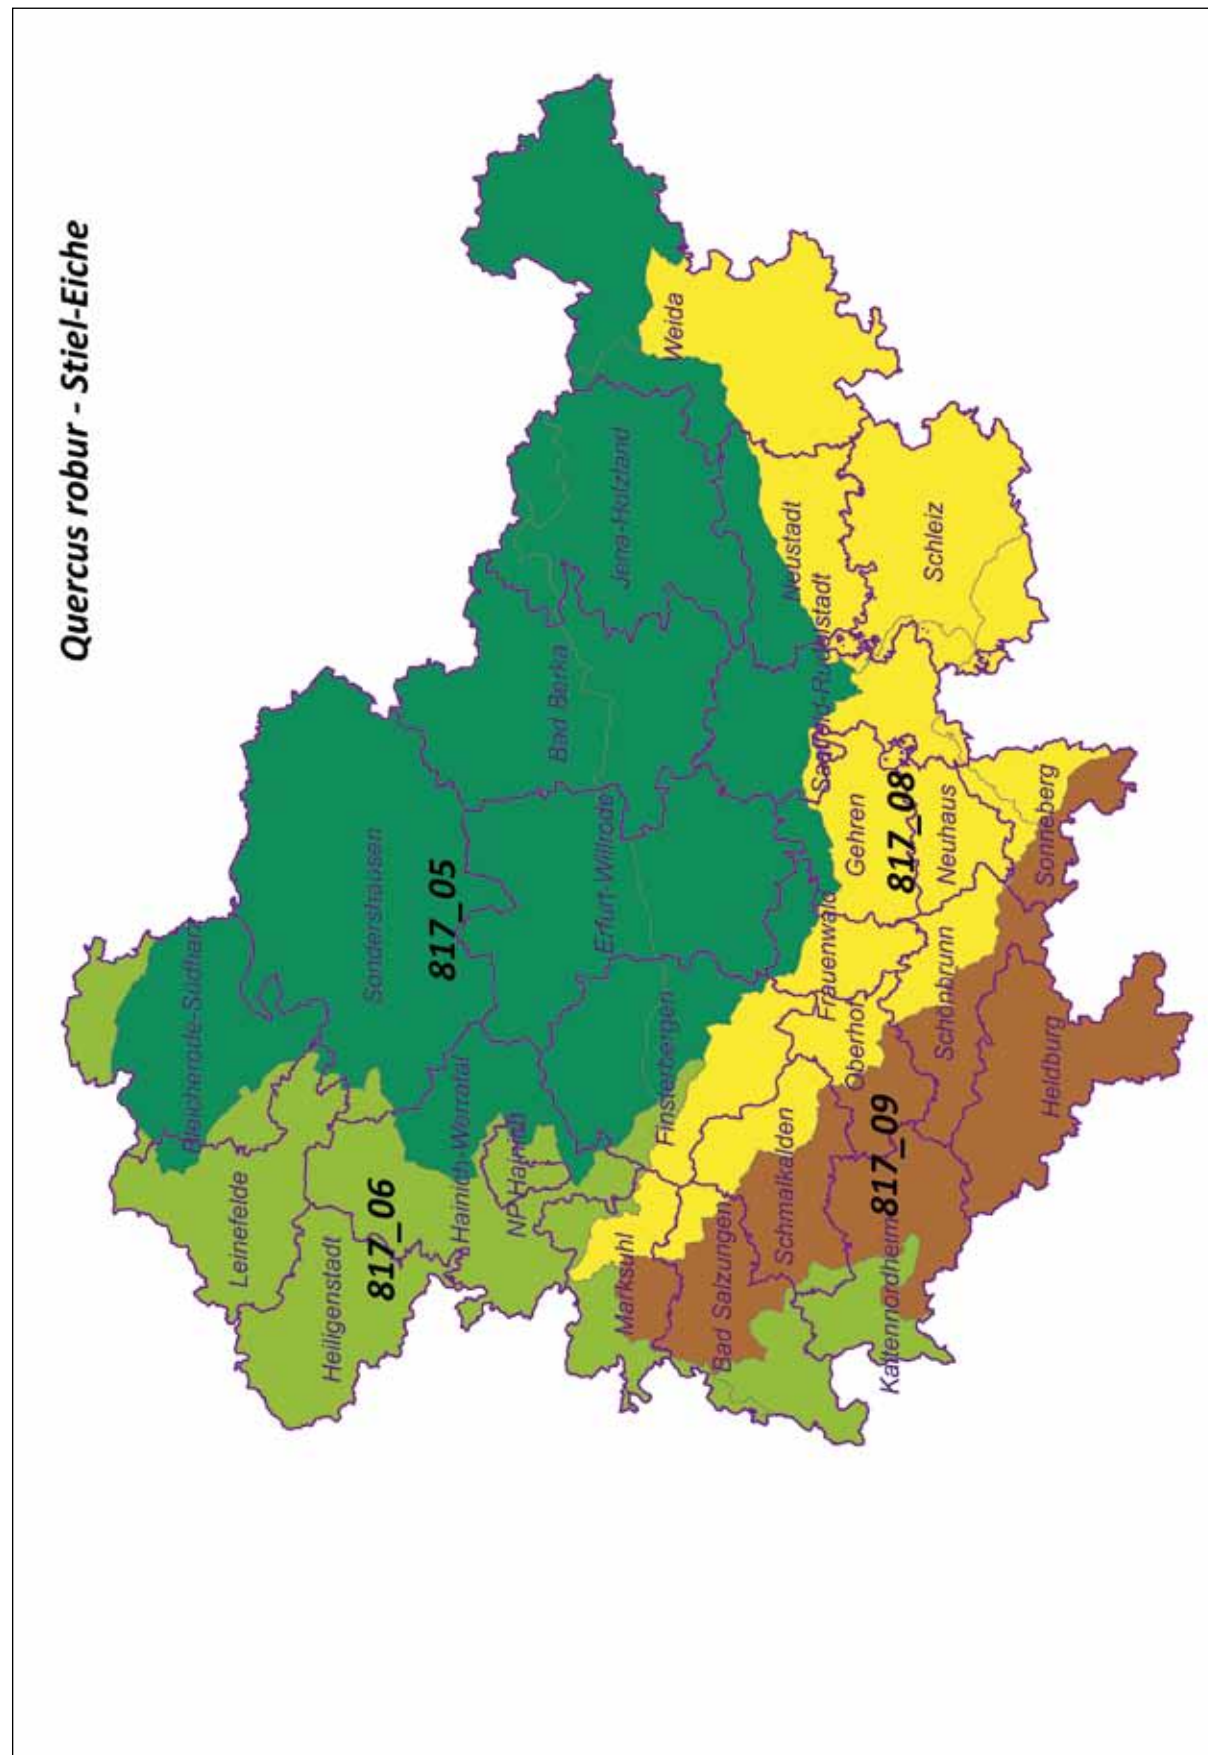 Quercus robur - Stiel-Eiche
Bleicherode-Südharz
Leinefelde
Heiligenstadt
Sondershausen
817_05
817_06
Hainich-Werratal
NP Hainich
Bad Berka
Erfurt-Willrode
Jena-Holzland
Weida
Finsterbergen
Marksuhl
Neustadt
Saalfeld-Rudolstadt
Bad Salzungen
Schmalkalden
Frauenwald
Oberhof
Gehren
817_08
Schleiz
817_09
Kaltennordheim
Neuhaus
Schönbrunn
Sonneberg
Heldburg